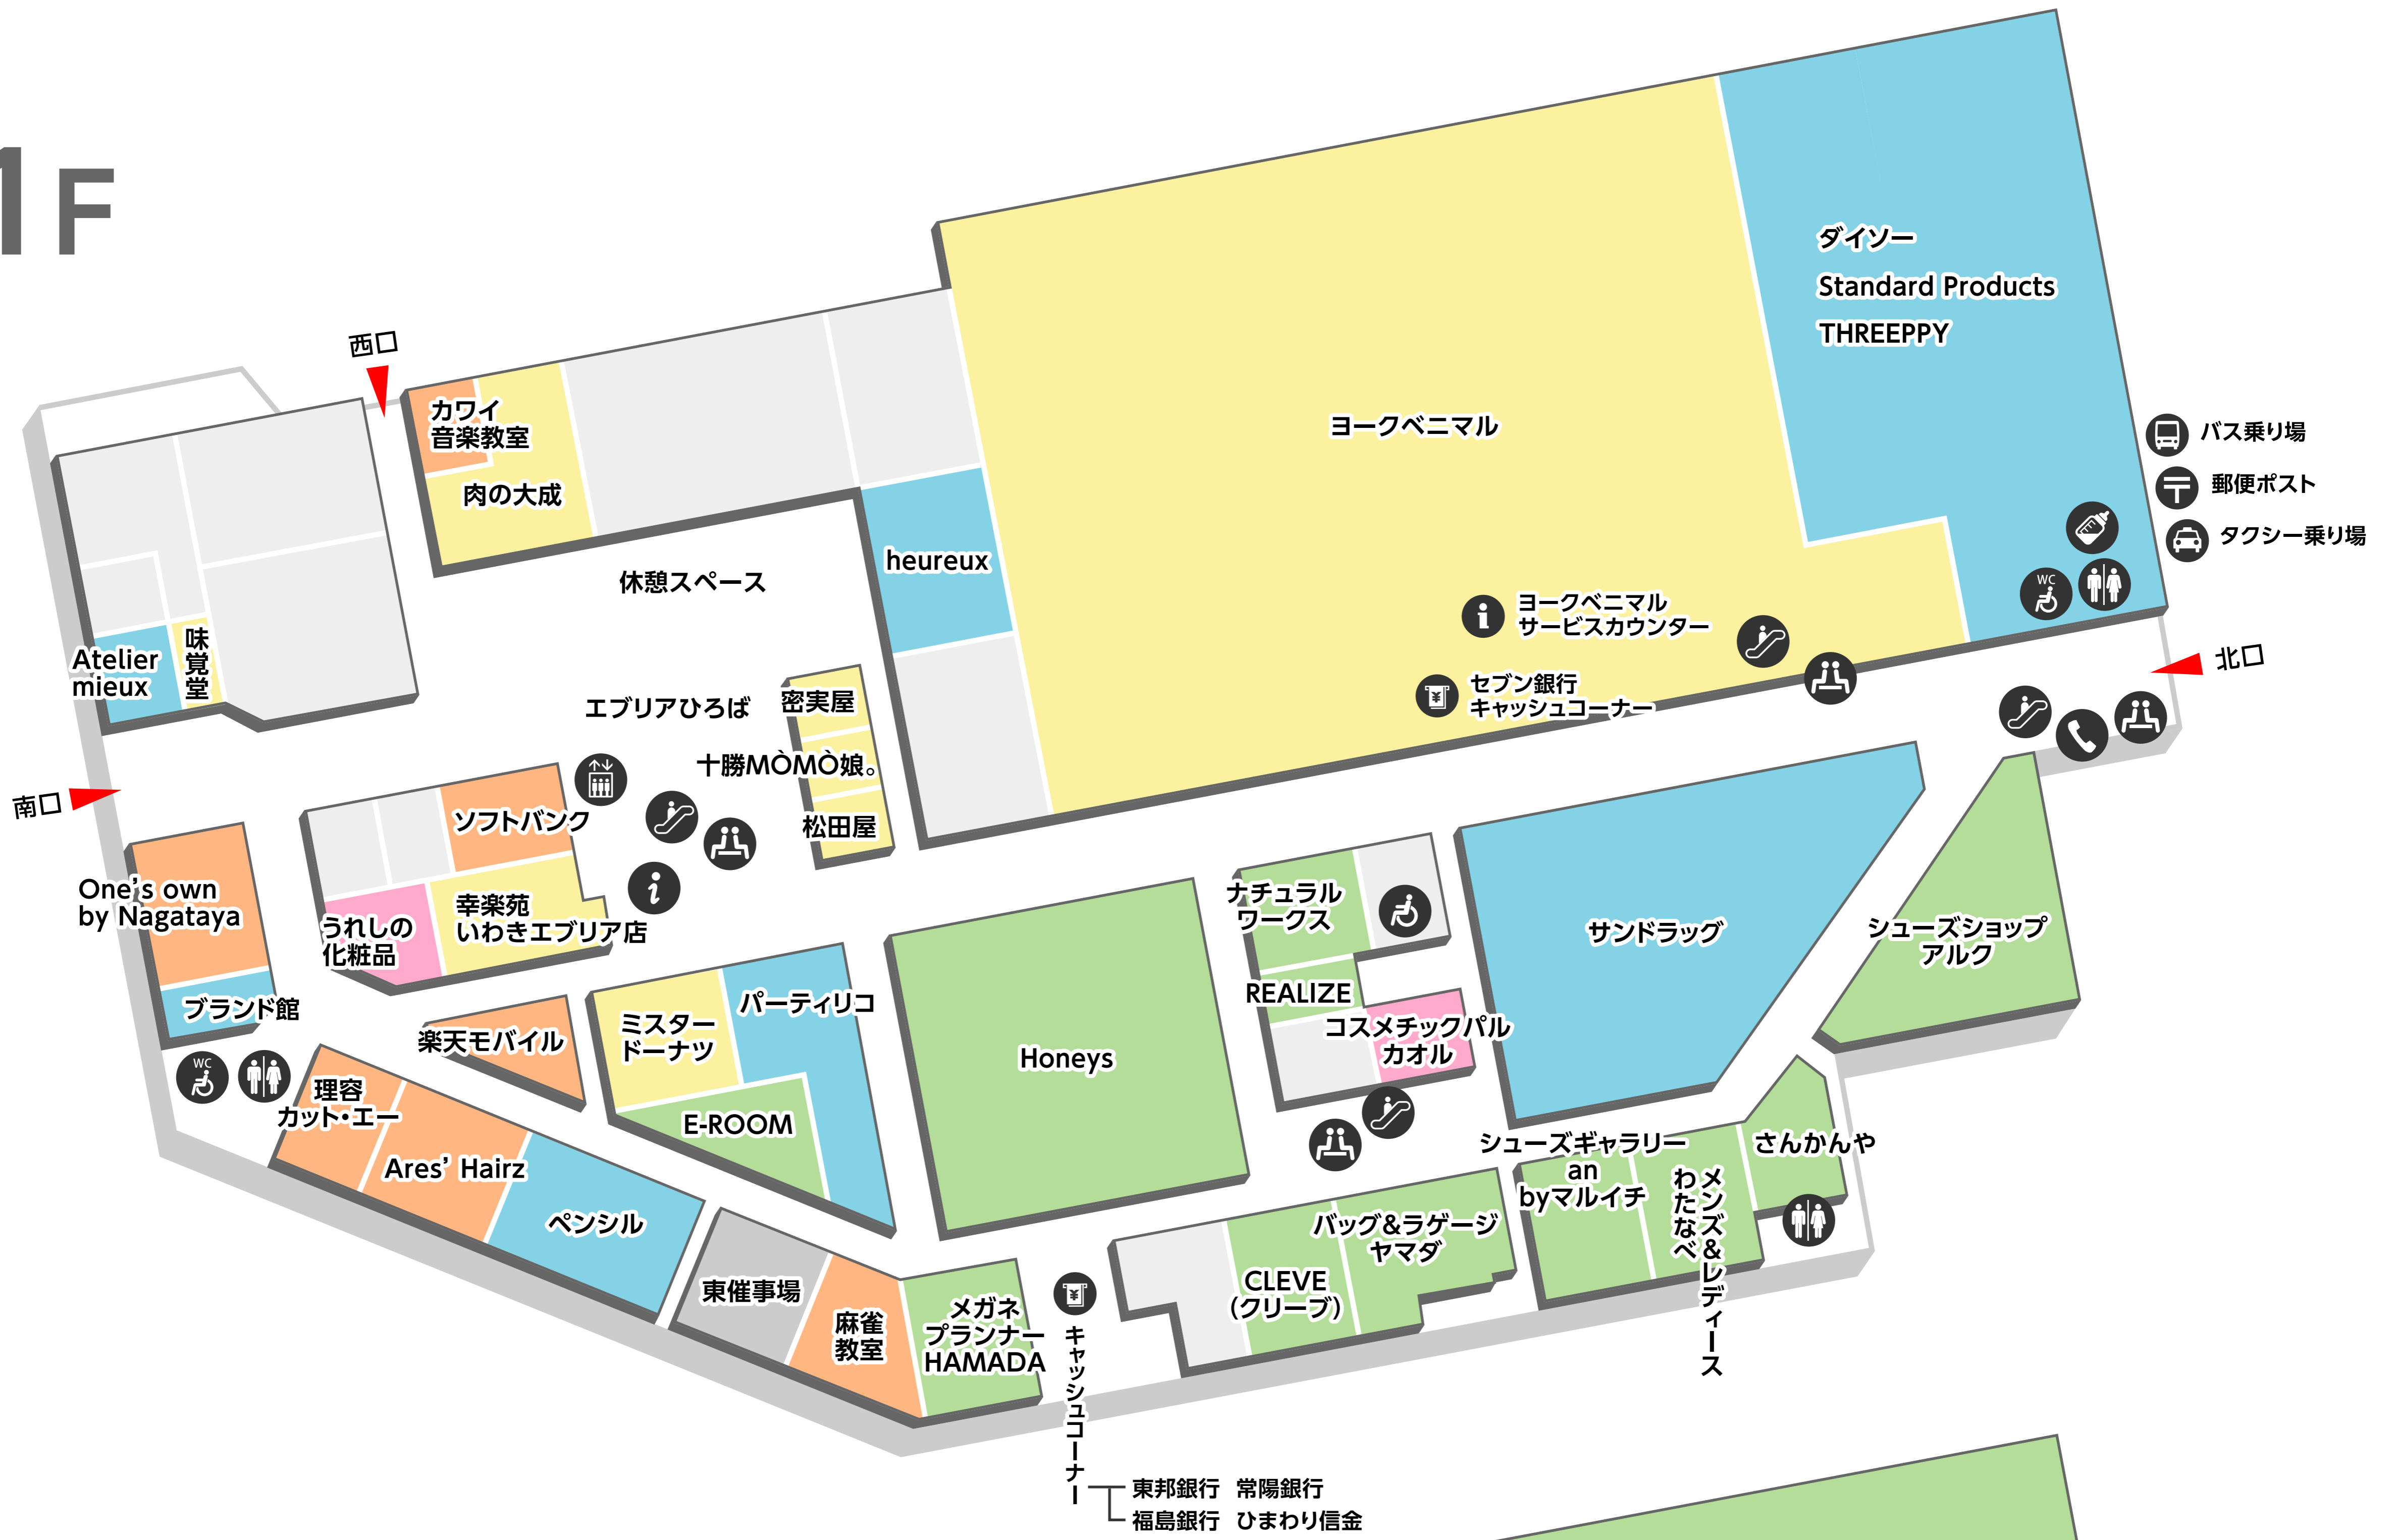 1F
西口
カワイ
音楽教室
肉の大成
休憩スペース
heureux
ヨークベニマル
ダイソー
Standard Products
THREEPPY
バス乗り場
郵便ポスト
タクシー乗り場
WC
ヨークベニマル
サービスカウンター
セブン銀行
キャッシュコーナー
北口
味覚堂
Atelier
mieux
エブリアひろば
密実屋
十勝MÒMÒ娘。
松田屋
南口
ソフトバンク
One's own
by Nagataya
うれしの
化粧品
幸楽苑
いわきエブリア店
ブランド館
WC
楽天モバイル
ミスター
ドーナツ
パーティリコ
E-ROOM
Honeys
ナチュラル
ワークス
REALIZE
コスメチックパル
カオル
サンドラッグ
シューズショップ
アルク
理容
カット・エー
Ares' Hairz
ペンシル
東催事場
麻雀
教室
メガネ
プランナー
HAMADA
キャッシュコーナー
東邦銀行 常陽銀行
福島銀行 ひまわり信金
CLEVE
(クリーブ)
バッグ&ラゲージ
ヤマダ
シューズギャラリー
an
byマルイチ
メンズ&レディース
わたなべ
さんかんや